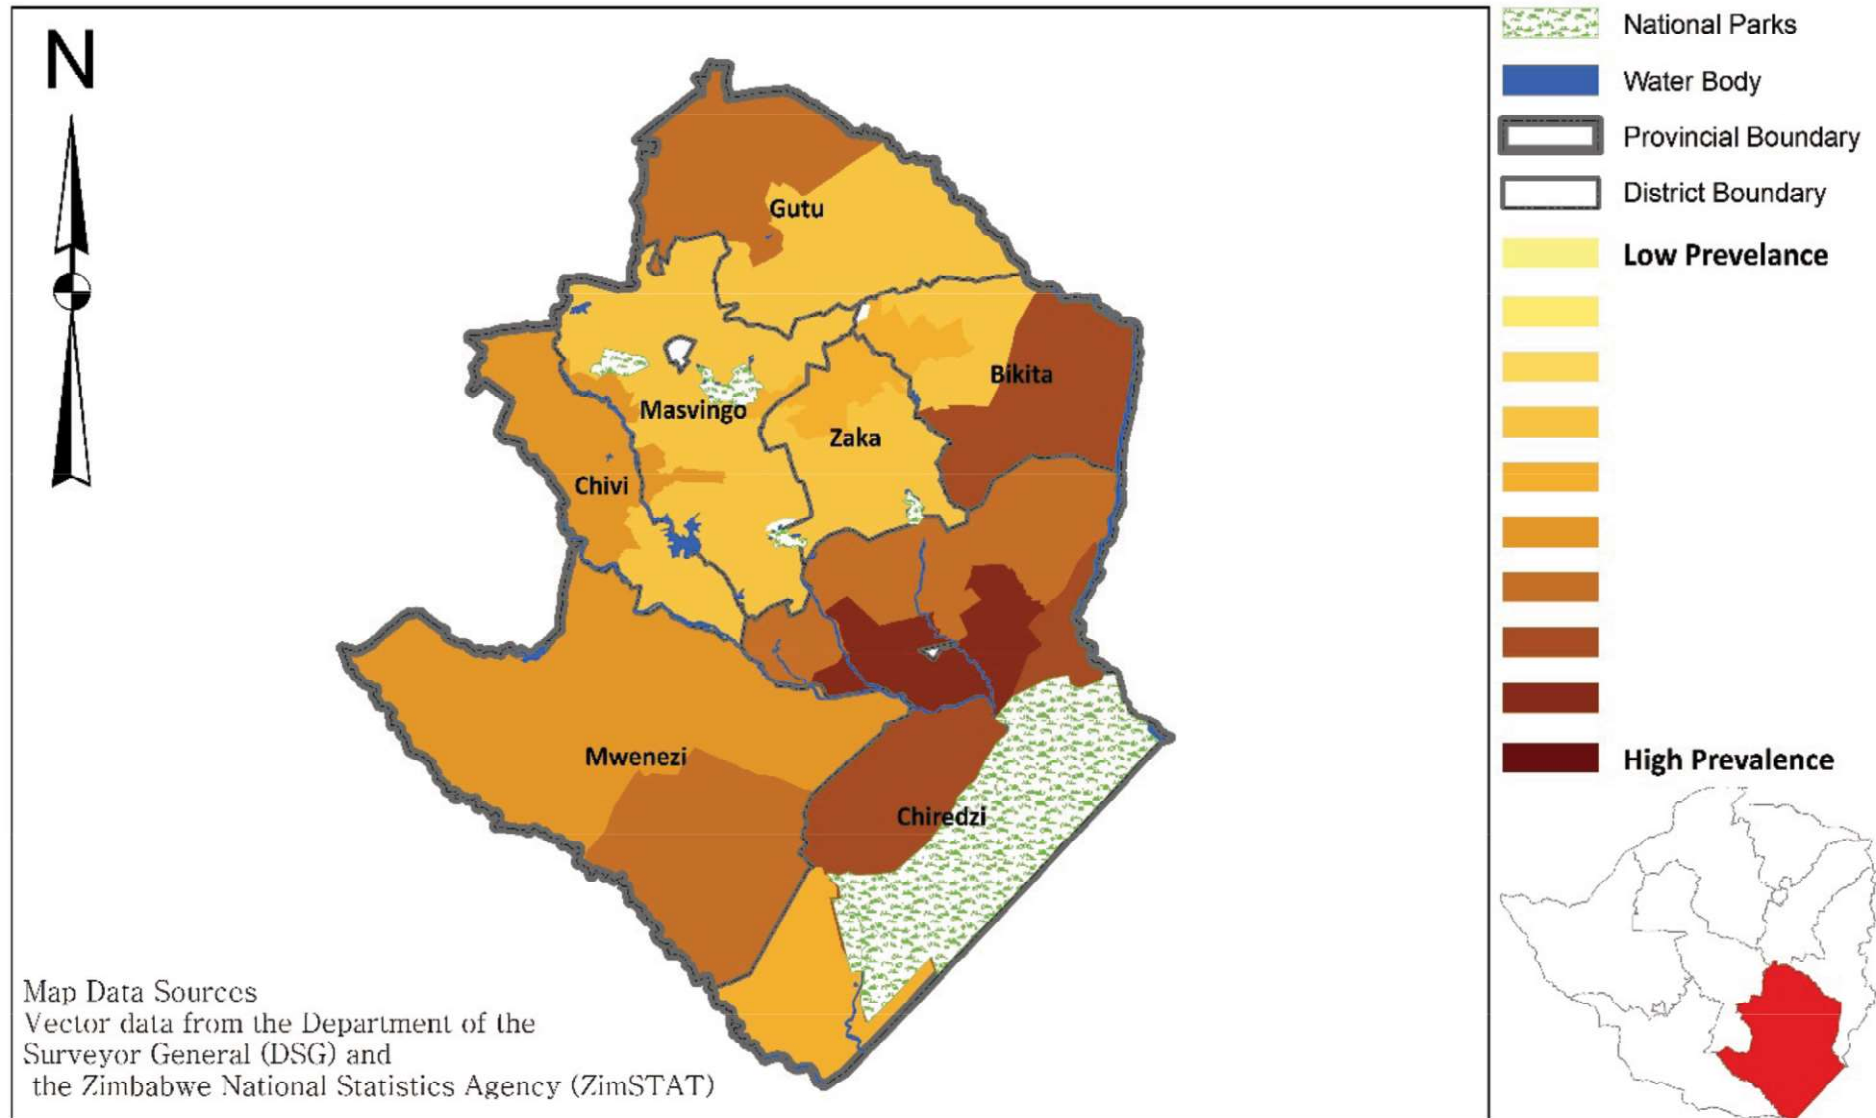 N
Gutu
Bikita
Masvingo
Zaka
Chivi
Mwenezi
Chiredzi
Map Data Sources
Vector data from the Department of the
Surveyor General (DSG) and
the Zimbabwe National Statistics Agency (ZimSTAT)
National Parks
Water Body
Provincial Boundary
District Boundary
Low Prevelance
High Prevalence